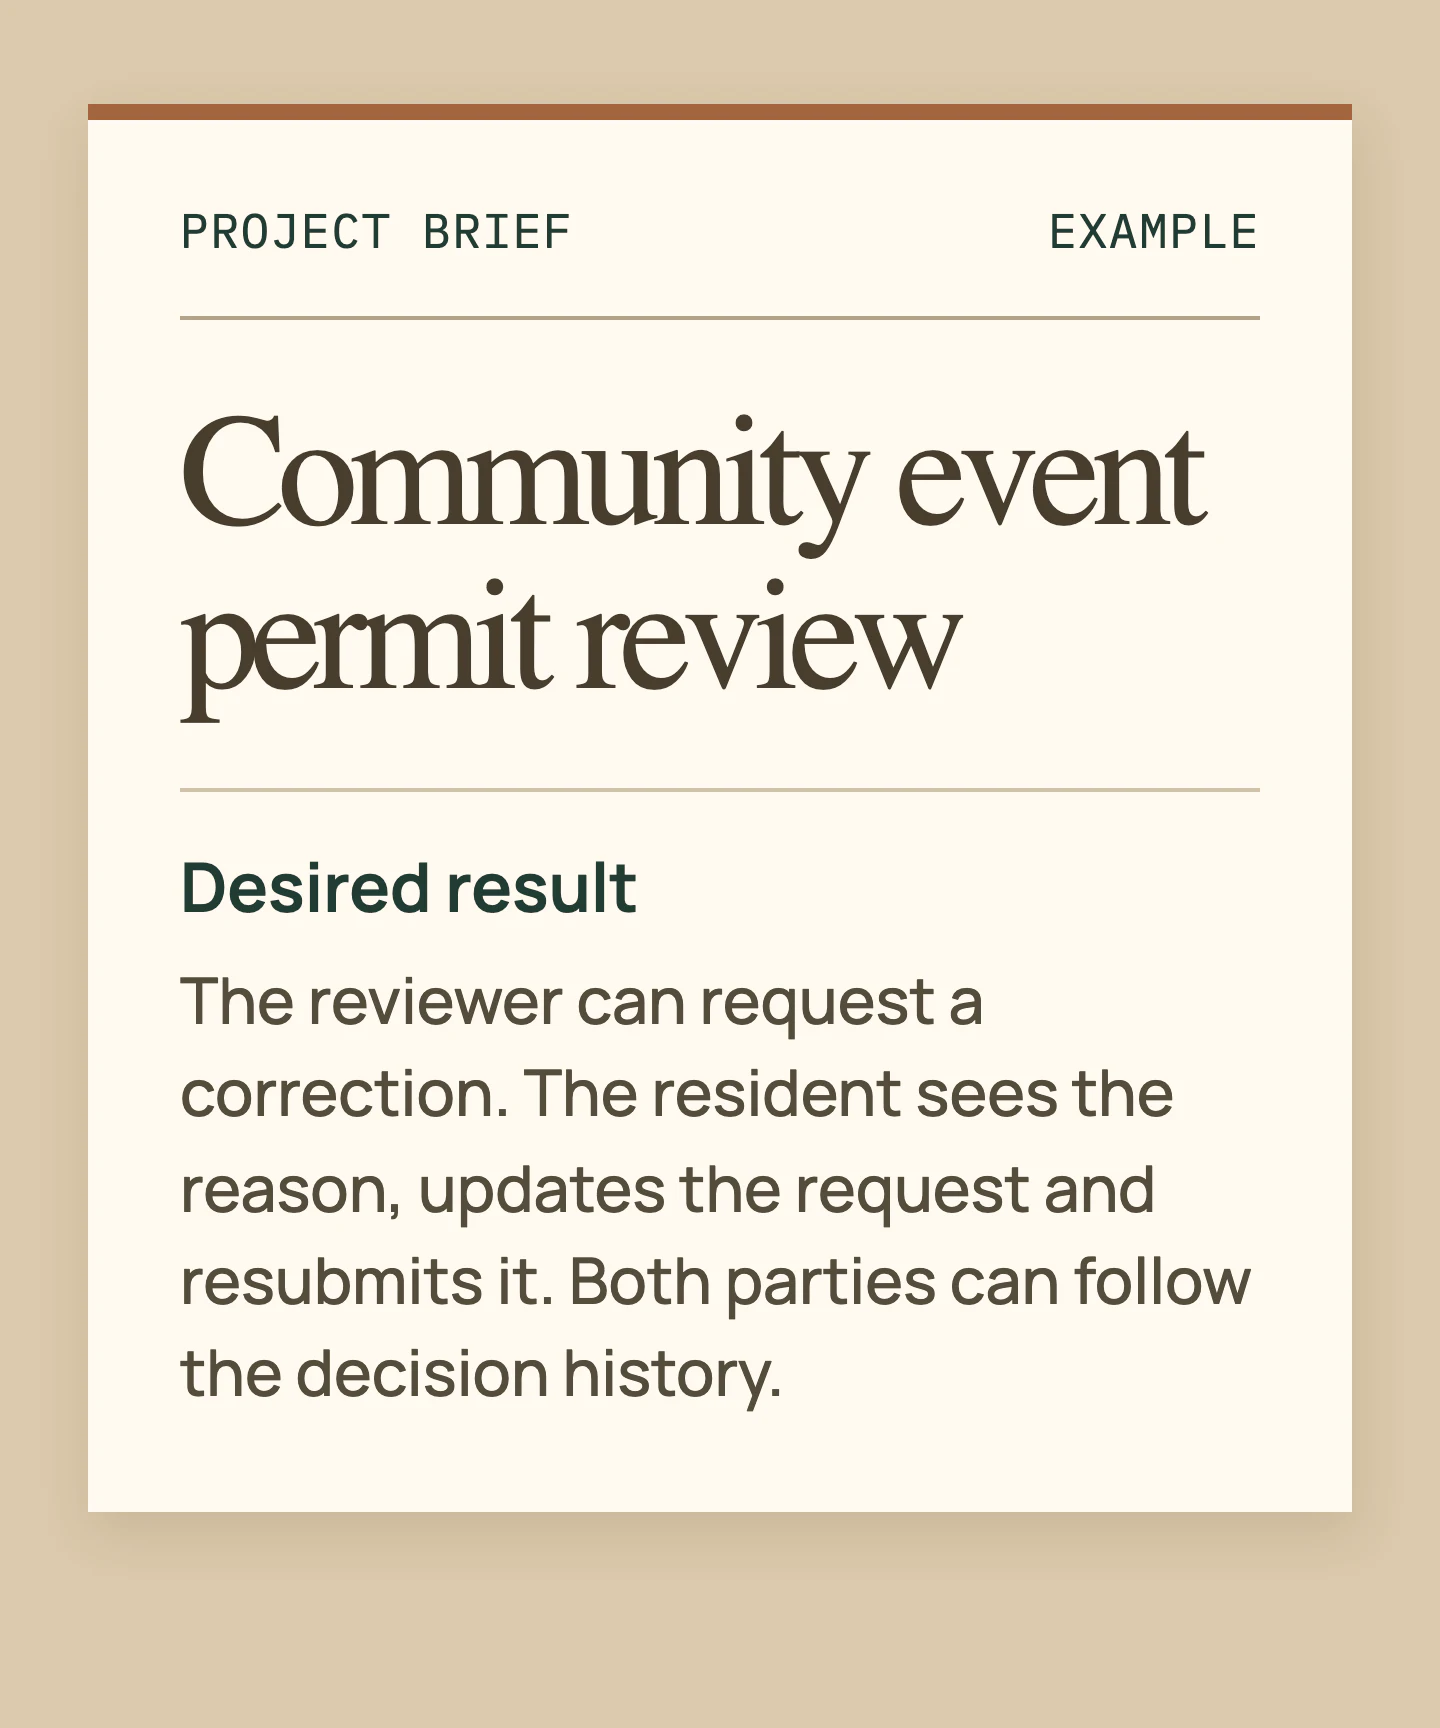 PROJECT BRIEF EXAMPLE
Community event
permit review
Desired result
The reviewer can request a
correction. The resident sees the
reason, updates the request and
resubmits it. Both parties can follow
the decision history.